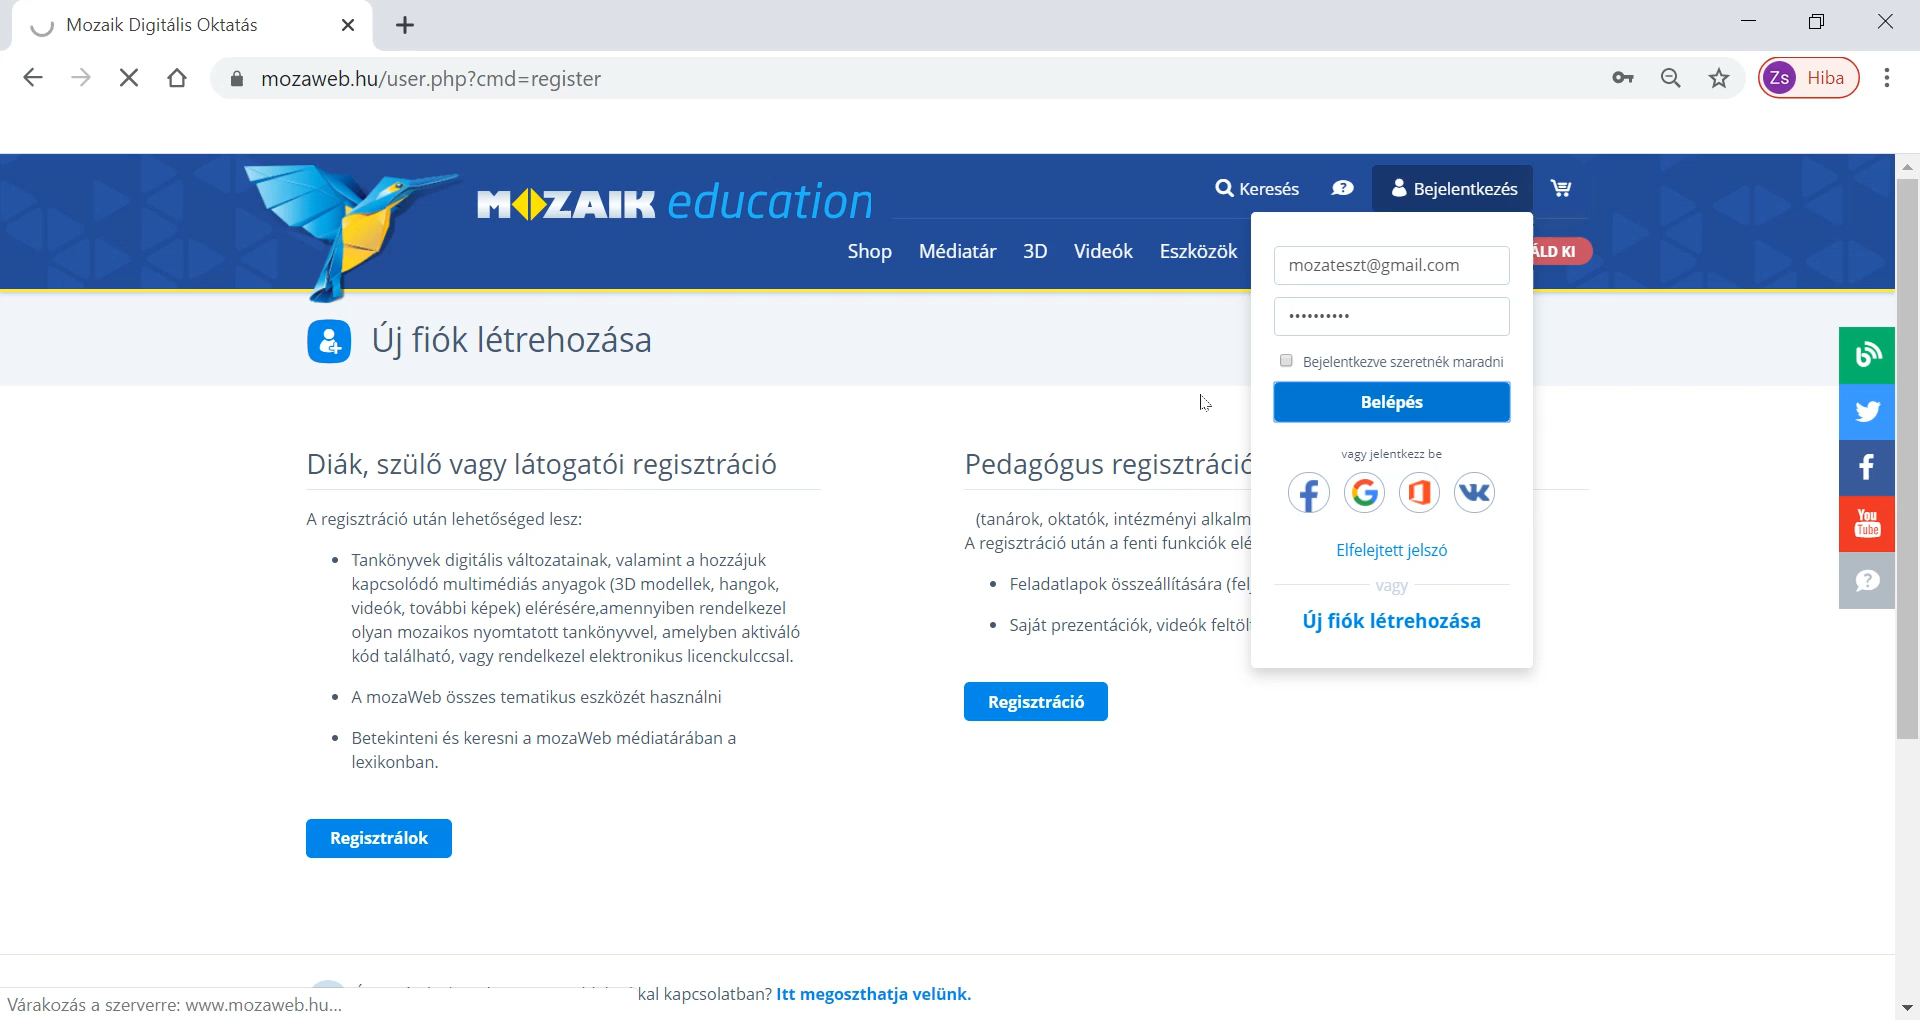 Mozaik Digitális Oktatás
mozaweb.hu/user.php?cmd=register
Zs Hiba
MOZAIK education
Keresés
Bejelentkezés
Shop Médiatár 3D Videók Eszközök
ÁLD KI
mozateszt@gmail.com
••••••••••
Bejelentkezve szeretnék maradni
Belépés
vagy jelentkezz be
Elfelejtett jelszó
vagy
Új fiók létrehozása
Új fiók létrehozása
Diák, szülő vagy látogatói regisztráció
A regisztráció után lehetőséged lesz:
• Tankönyvek digitális változatainak, valamint a hozzájuk
kapcsolódó multimédiás anyagok (3D modellek, hangok,
videók, további képek) elérésére,amennyiben rendelkezel
olyan mozaikos nyomtatott tankönyvvel, amelyben aktiváló
kód található, vagy rendelkezel elektronikus licenckulccsal.
• A mozaWeb összes tematikus eszközét használni
• Betekinteni és keresni a mozaWeb médiatárában a
lexikonban.
Regisztrálok
Pedagógus regisztráció
(tanárok, oktatók, intézményi alkalm
A regisztráció után a fenti funkciók elé
• Feladatlapok összeállítására (fel
• Saját prezentációk, videók feltöl
Regisztráció
You
Tube
kal kapcsolatban? Itt megoszthatja velünk.
Várakozás a szerverre: www.mozaweb.hu...